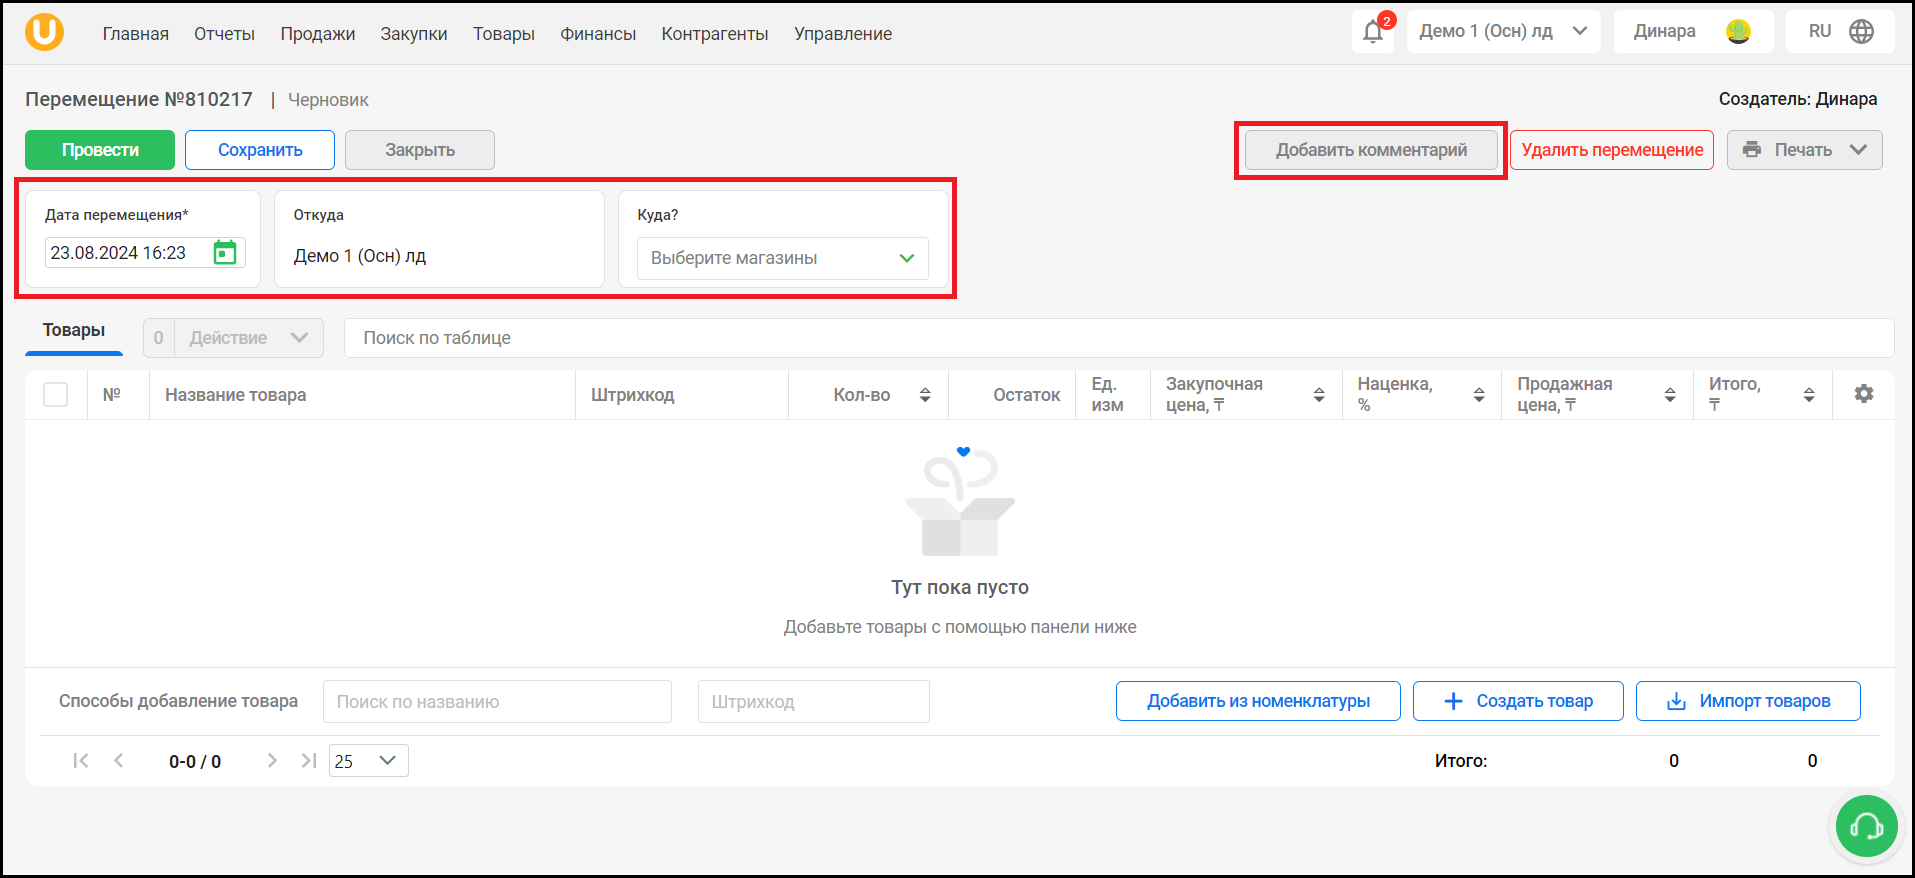 Главная Отчеты Продажи Закупки Товары Финансы Контрагенты Управление 2 Демо 1 (Осн) лд Динара RU
Перемещение №810217 | Черновик Создатель: Динара
Провести Сохранить Закрыть Добавить комментарий Удалить перемещение Печать
Дата перемещения* Откуда Куда?
23.08.2024 16:23 Демо 1 (Осн) лд Выберите магазины
Товары 0 Действие Поиск по таблице
№ Название товара Штрихкод Кол-во Остаток Ед. изм Закупочная цена, ₸ Наценка, % Продажная цена, ₸ Итого, ₸
Тут пока пусто
Добавьте товары с помощью панели ниже
Способы добавление товара Поиск по названию Штрихкод Добавить из номенклатуры Создать товар Импорт товаров
0-0 / 0 25 Итого: 0 0